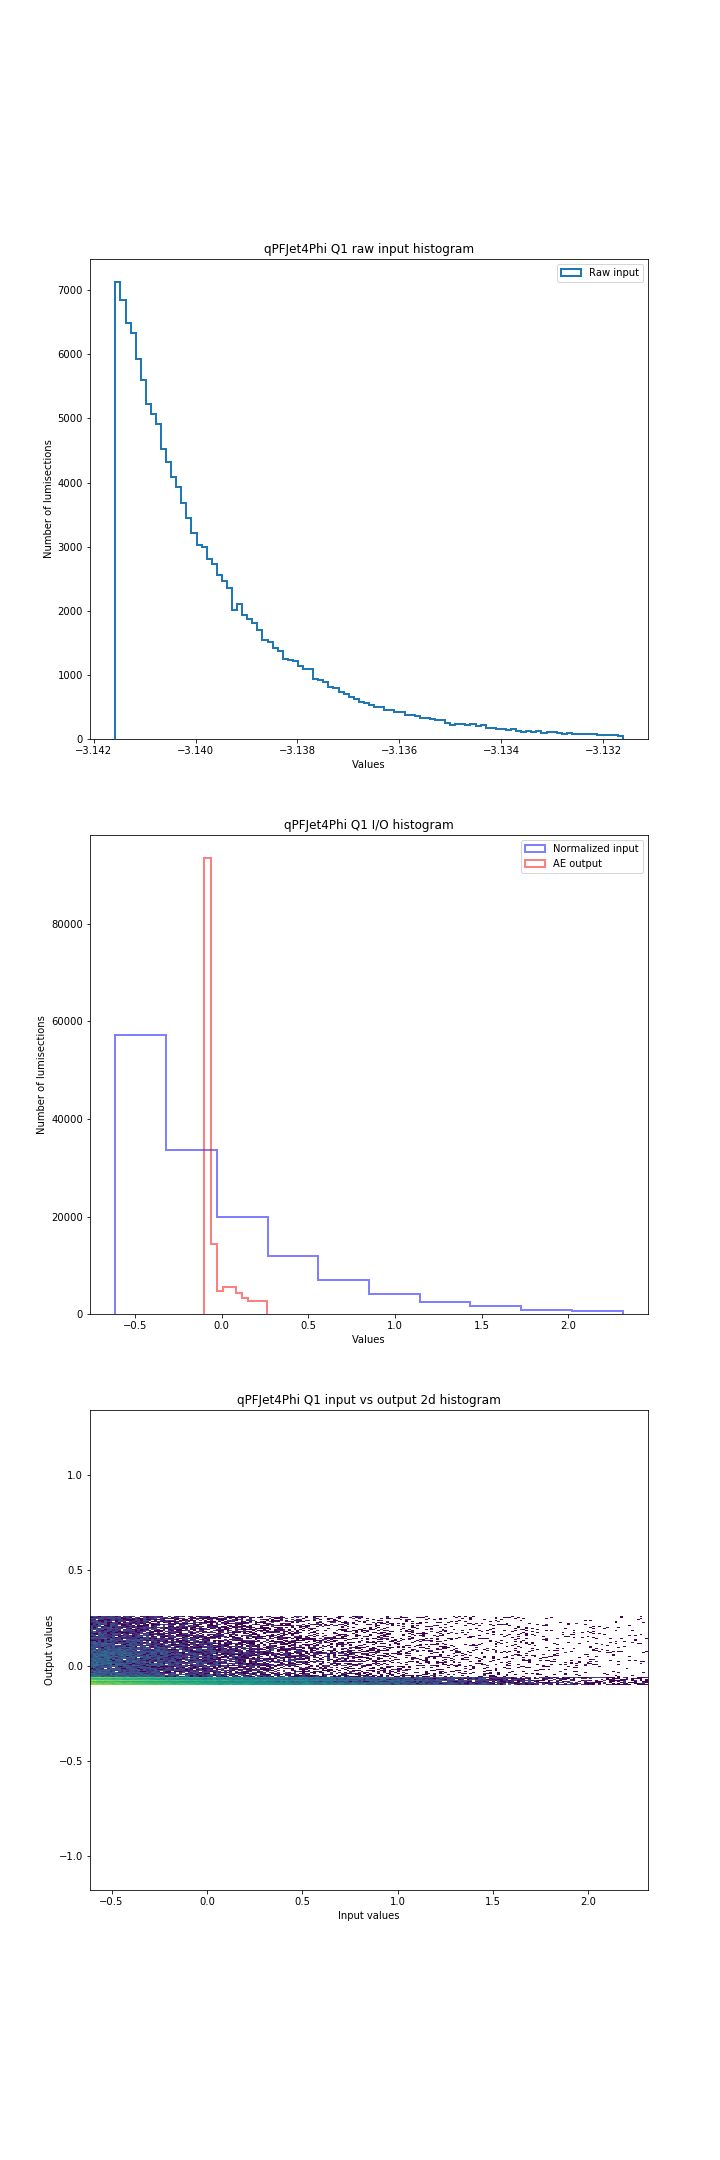 qPFJet4Phi Q1 raw input histogram
Raw input
7000
6000
5000
4000
3000
2000
1000
0
Number of lumisections
−3.142 −3.140 −3.138 −3.136 −3.134 −3.132
Values
qPFJet4Phi Q1 I/O histogram
Normalized input
AE output
80000
60000
40000
20000
0
Number of lumisections
−0.5 0.0 0.5 1.0 1.5 2.0
Values
qPFJet4Phi Q1 input vs output 2d histogram
1.0
0.5
0.0
−0.5
−1.0
Output values
−0.5 0.0 0.5 1.0 1.5 2.0
Input values